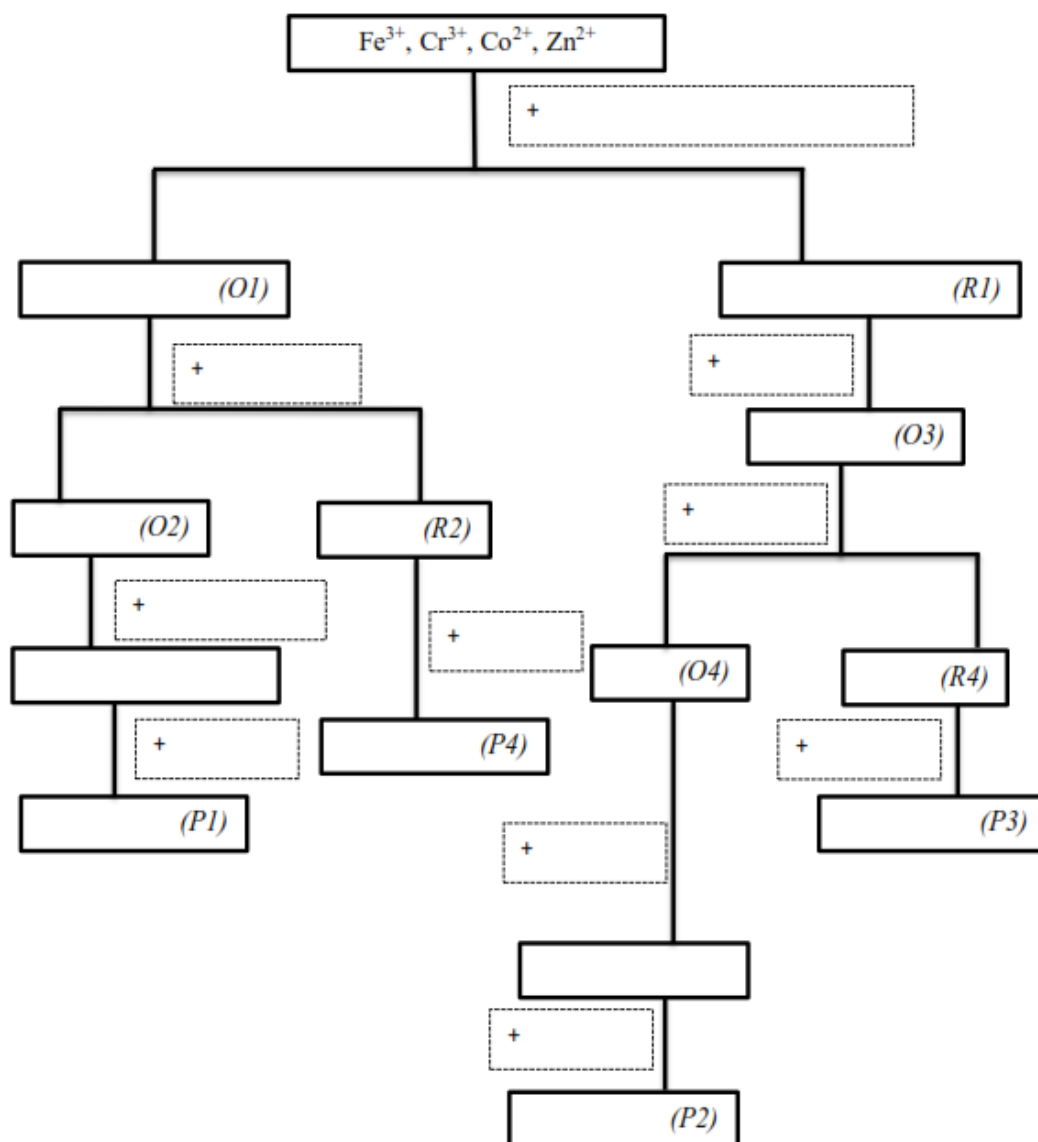 Fe³⁺, Cr³⁺, Co²⁺, Zn²⁺
+
(O1)
(R1)
+
+
(O3)
+
(O2)
(R2)
+
+
(O4)
(R4)
+
(P4)
+
(P1)
(P3)
+
+
(P2)